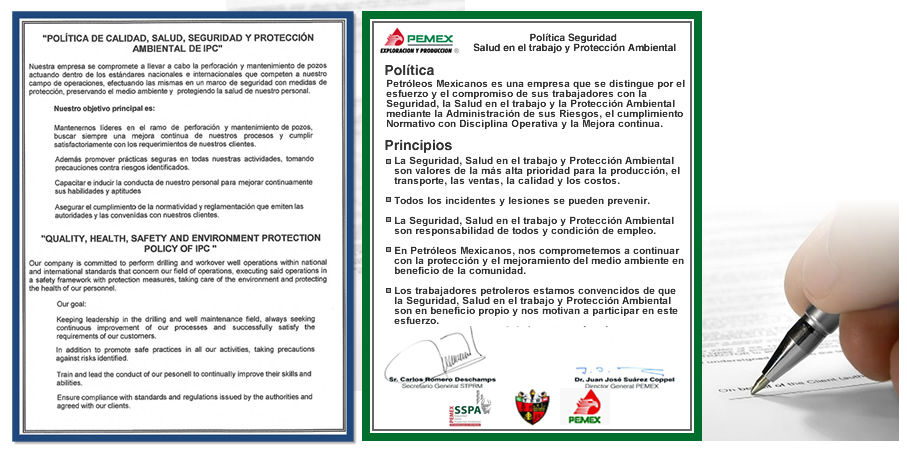 "POLÍTICA DE CALIDAD, SALUD, SEGURIDAD Y PROTECCIÓN
AMBIENTAL DE IPC"
Nuestra empresa se compromete a llevar a cabo la perforación y mantenimiento de pozos
actuando dentro de los estándares nacionales e internacionales que competen a nuestro
campo de operaciones, efectuando las mismas en un marco de seguridad con medidas de
protección, preservando el medio ambiente y protegiendo la salud de nuestro personal.
Nuestro objetivo principal es:
Mantenernos líderes en el ramo de perforación y mantenimiento de pozos,
buscar siempre una mejora continua de nuestros procesos y cumplir
satisfactoriamente con los requerimientos de nuestros clientes.
Además promover prácticas seguras en todas nuestras actividades, tomando
precauciones contra riesgos identificados.
Capacitar e inducir la conducta de nuestro personal para mejorar continuamente
sus habilidades y aptitudes
Asegurar el cumplimiento de la normatividad y reglamentación que emiten las
autoridades y las convenidas con nuestros clientes.
"QUALITY, HEALTH, SAFETY AND ENVIRONMENT PROTECTION
POLICY OF IPC "
Our company is committed to perform drilling and workover well operations within national
and international standards that concern our field of operations, executing said operations in
a safety framework with protection measures, taking care of the environment and protecting
the health of our personnel.
Our goal:
Keeping leadership in the drilling and well maintenance field, always seeking
continuous improvement of our processes and successfully satisfy the
requirements of our customers.
In addition to promote safe practices in all our activities, taking precautions
against risks identified.
Train and lead the conduct of our pesonell to continually improve their skills and
abilities.
Ensure compliance with standards and regulations issued by the authorities and
agreed with our clients.
PEMEX
EXPLORACIÓN Y PRODUCCIÓN ®
Política Seguridad
Salud en el trabajo y Protección Ambiental
Política
Petróleos Mexicanos es una empresa que se distingue por el
esfuerzo y el compromiso de sus trabajadores con la
Seguridad, la Salud en el trabajo y la Protección Ambiental
mediante la Administración de sus Riesgos, el cumplimiento
Normativo con Disciplina Operativa y la Mejora continua.
Principios
La Seguridad, Salud en el trabajo y Protección Ambiental
son valores de la más alta prioridad para la producción, el
transporte, las ventas, la calidad y los costos.
Todos los incidentes y lesiones se pueden prevenir.
La Seguridad, Salud en el trabajo y Protección Ambiental
son responsabilidad de todos y condición de empleo.
En Petróleos Mexicanos, nos comprometemos a continuar
con la protección y el mejoramiento del medio ambiente en
beneficio de la comunidad.
Los trabajadores petroleros estamos convencidos de que
la Seguridad, Salud en el trabajo y Protección Ambiental
son en beneficio propio y nos motivan a participar en este
esfuerzo.
Sr. Carlos Romero Deschamps
Secretario General STPRM
Dr. Juan José Suárez Coppel
Director General PEMEX
PEMEX
SSPA
PEMEX
of the Client